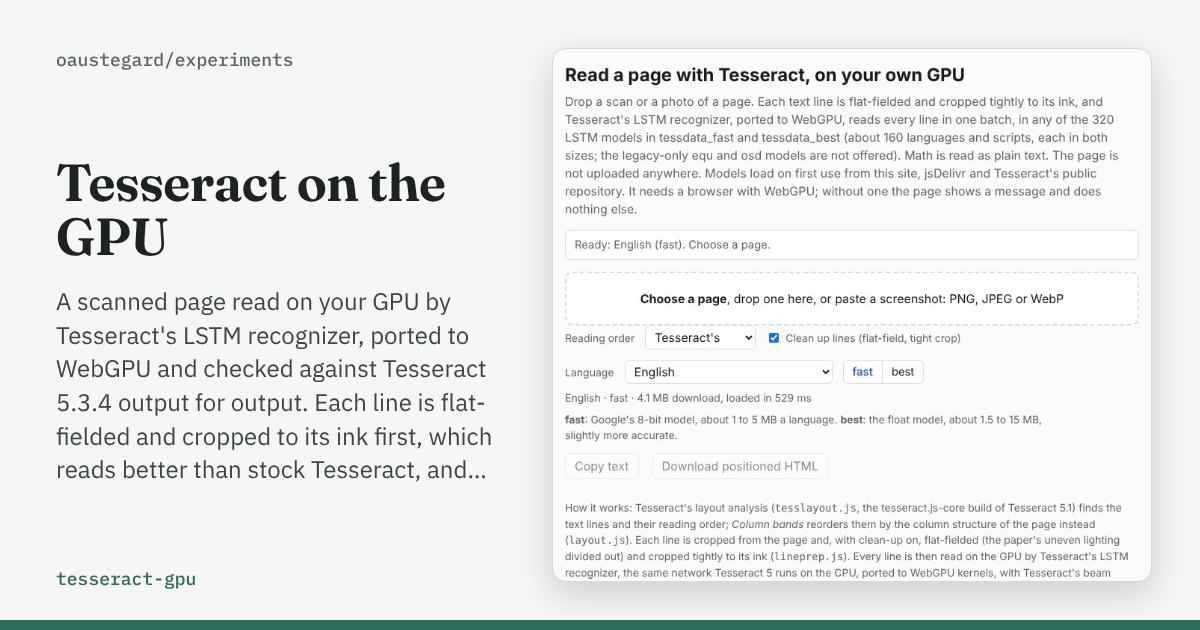 oaustegard/experiments
Tesseract on the
GPU
A scanned page read on your GPU by
Tesseract's LSTM recognizer, ported to
WebGPU and checked against Tesseract
5.3.4 output for output. Each line is flat-
fielded and cropped to its ink first, which
reads better than stock Tesseract, and...
tesseract-gpu
Read a page with Tesseract, on your own GPU
Drop a scan or a photo of a page. Each text line is flat-fielded and cropped tightly to its ink, and
Tesseract's LSTM recognizer, ported to WebGPU, reads every line in one batch, in any of the 320
LSTM models in tessdata_fast and tessdata_best (about 160 languages and scripts, each in both
sizes; the legacy-only equ and osd models are not offered). Math is read as plain text. The page is
not uploaded anywhere. Models load on first use from this site, jsDelivr and Tesseract's public
repository. It needs a browser with WebGPU; without one the page shows a message and does
nothing else.
Ready: English (fast). Choose a page.
Choose a page, drop one here, or paste a screenshot: PNG, JPEG or WebP
Reading order Tesseract's Clean up lines (flat-field, tight crop)
Language English fast best
English · fast · 4.1 MB download, loaded in 529 ms
fast: Google's 8-bit model, about 1 to 5 MB a language. best: the float model, about 1.5 to 15 MB,
slightly more accurate.
Copy text Download positioned HTML
How it works: Tesseract's layout analysis (tesslayout.js, the tesseract.js-core build of Tesseract 5.1) finds the
text lines and their reading order; Column bands reorders them by the column structure of the page instead
(layout.js). Each line is cropped from the page and, with clean-up on, flat-fielded (the paper's uneven lighting
divided out) and cropped tightly to its ink (lineprep.js). Every line is then read on the GPU by Tesseract's LSTM
recognizer, the same network Tesseract 5 runs on the CPU, ported to WebGPU kernels, with Tesseract's beam